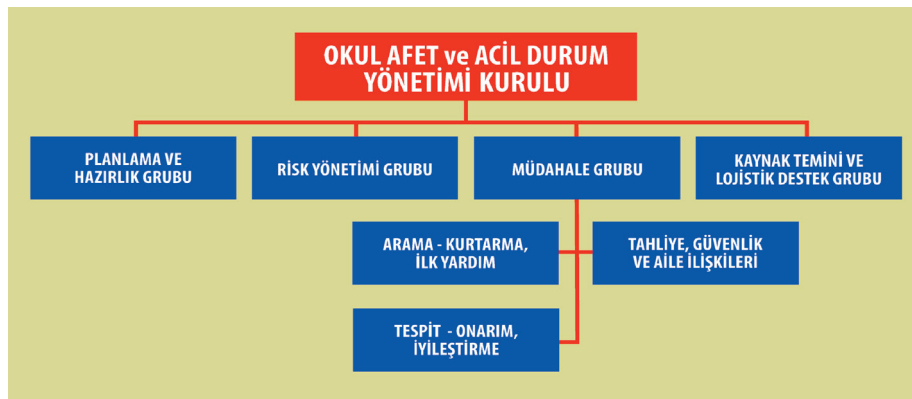 OKUL AFET ve ACİL DURUM
YÖNETİMİ KURULU
PLANLAMA VE
HAZIRLIK GRUBU
RİSK YÖNETİMİ GRUBU
MÜDAHALE GRUBU
KAYNAK TEMİNİ VE
LOJİSTİK DESTEK GRUBU
ARAMA - KURTARMA,
İLK YARDIM
TAHLİYE, GÜVENLİK
VE AİLE İLİŞKİLERİ
TESPİT - ONARIM,
İYİLEŞTİRME